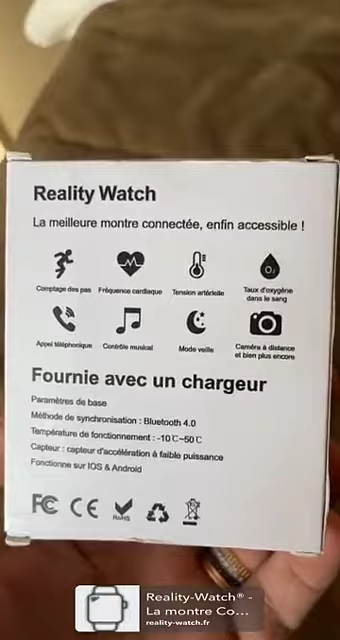 Reality Watch
La meilleure montre connectée, enfin accessible !
Comptage des pas
Fréquence cardiaque
Tension artérielle
Taux d'oxygène
dans le sang
O₂
Appel téléphonique
Contrôle musical
Mode veille
Caméra à distance
et bien plus encore
Fournie avec un chargeur
Paramètres de base
Méthode de synchronisation : Bluetooth 4.0
Température de fonctionnement : -10℃~50℃
Capteur : capteur d'accélération à faible puissance
Fonctionne sur IOS & Android
FC CE RoHS
Reality-Watch® -
La montre Co...
reality-watch.fr